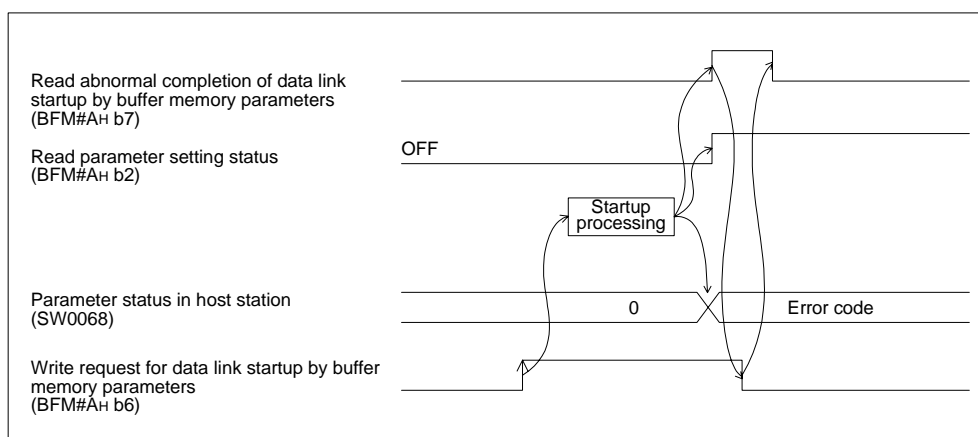 Read abnormal completion of data link
startup by buffer memory parameters
(BFM#AH b7)
Read parameter setting status
(BFM#AH b2)
OFF
Startup
processing
Parameter status in host station
(SW0068)
0
Error code
Write request for data link startup by buffer
memory parameters
(BFM#AH b6)